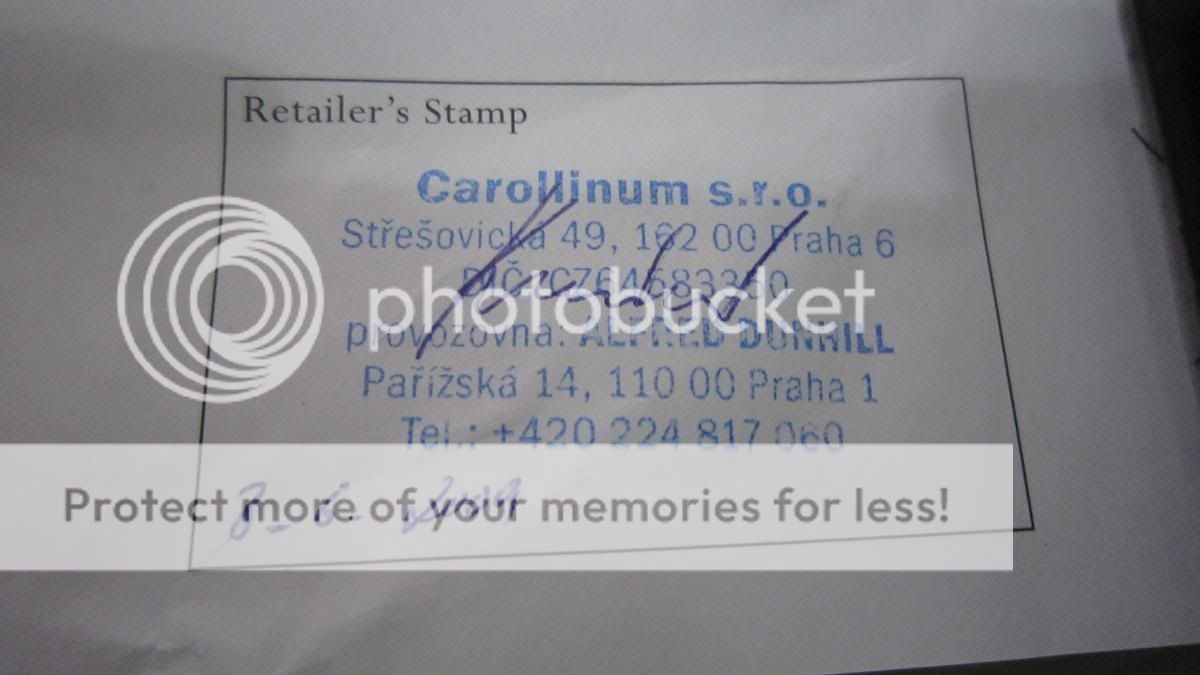 Retailer's Stamp
Carollinum s.r.o.
Střešovická 49, 162 00 Praha 6
provozovna: ALFRED DUNHILL
Pařížská 14, 110 00 Praha 1
Tel.: +420 224 817 060
photobucket
Protect more of your memories for less!